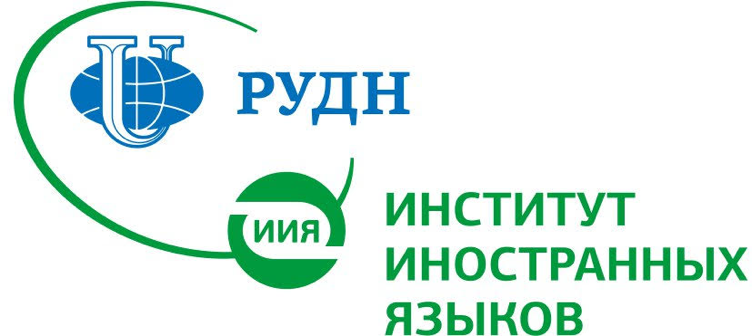 РУДН
ИИЯ
ИНСТИТУТ
ИНОСТРАННЫХ
ЯЗЫКОВ